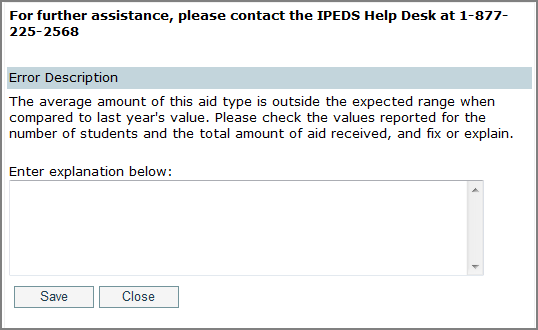 For further assistance, please contact the IPEDS Help Desk at 1-877-
225-2568
Error Description
The average amount of this aid type is outside the expected range when
compared to last year's value. Please check the values reported for the
number of students and the total amount of aid received, and fix or explain.
Enter explanation below:
Save Close